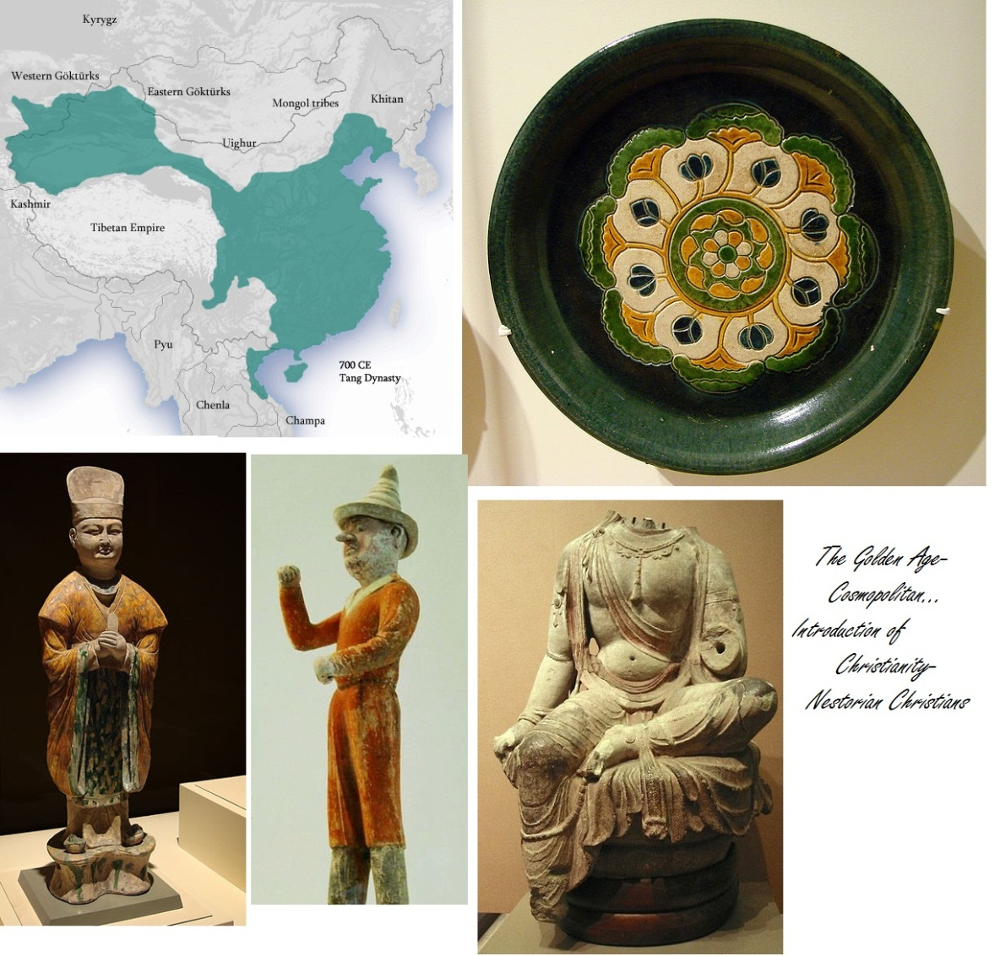 Kyrygz
Western Göktürks
Eastern Göktürks
Mongol tribes
Khitan
Uighur
Kashmir
Tibetan Empire
Pyu
700 CE
Tang Dynasty
Chenla
Champa
The Golden Age-
Cosmopolitan...
Introduction of
Christianity-
Nestorian Christians